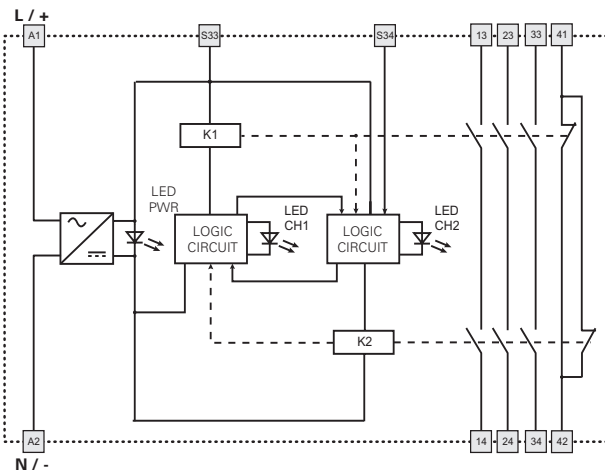 L / +
A1
S33
S34
13
23
33
41
K1
LED
PWR
LED
CH1
LED
CH2
LOGIC
CIRCUIT
LOGIC
CIRCUIT
K2
A2
14
24
34
42
N / -